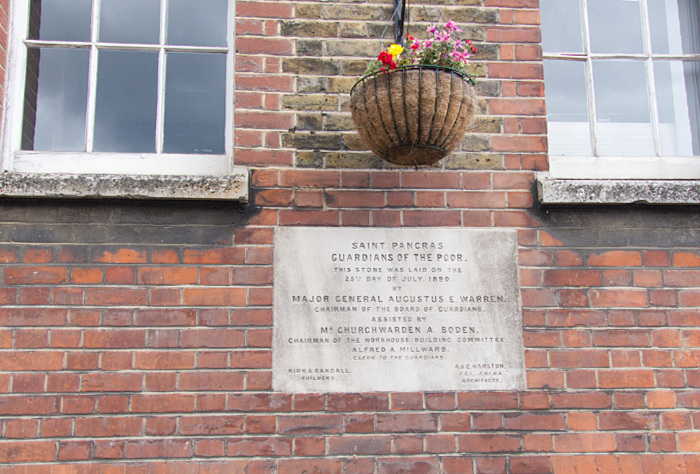 SAINT PANCRAS
GUARDIANS OF THE POOR.
THIS STONE WAS LAID ON THE
25TH DAY OF JULY. 1890.
BY
MAJOR GENERAL AUGUSTUS E. WARREN.
CHAIRMAN OF THE BOARD OF GUARDIANS.
ASSISTED BY
MR CHURCHWARDEN A. BODEN.
CHAIRMAN OF THE WORKHOUSE BUILDING COMMITTEE
ALFRED A MILLWARD.
CLERK TO THE GUARDIANS.
KIRK & RANDALL.
BUILDERS.
A & C. HARSTON.
ARCHITECTS.